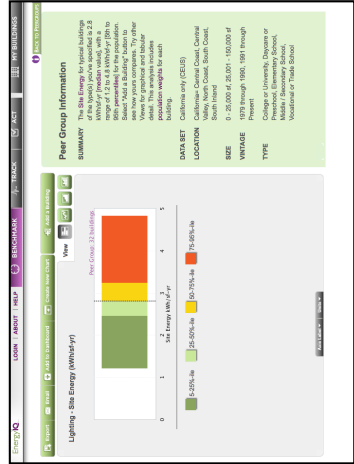 EnergyIQ
LOGIN | ABOUT | HELP
BENCHMARK
TRACK
ACT
MY BUILDINGS
Export
Email
Add to Dashboard
Create New Chart
Add a Building
BACK TO PEERGROUP
Lighting - Site Energy (kWh/sf-yr)
View
Peer Group: 32 buildings
0 1 2 3 4 5
Site Energy kWh/sf-yr
5-25%-ile
25-50%-ile
50-75%-ile
75-95%-ile
Peer Group Information
SUMMARY
The Site Energy for typical buildings
of the type(s) you've specified is 2.8
kWh/sf-yr [median value], with a
range of 1.2 to 4.8 kWh/sf-yr [5th to
95th percentiles] for the population.
Select "Add a Building" button to
see how yours compares. Try other
Views for graphical and tabular
detail. This analysis includes
population weights for each
building.
DATA SET
California only (CEUS)
LOCATION
California - Central Coast, Central
Valley, North Coast, South Coast,
South Inland
SIZE
0 - 25,000 sf, 25,001 - 150,000 sf
VINTAGE
1979 through 1990, 1991 through
Present
TYPE
College or University, Daycare or
Preschool, Elementary School,
Middle / Secondary School,
Vocational or Trade School